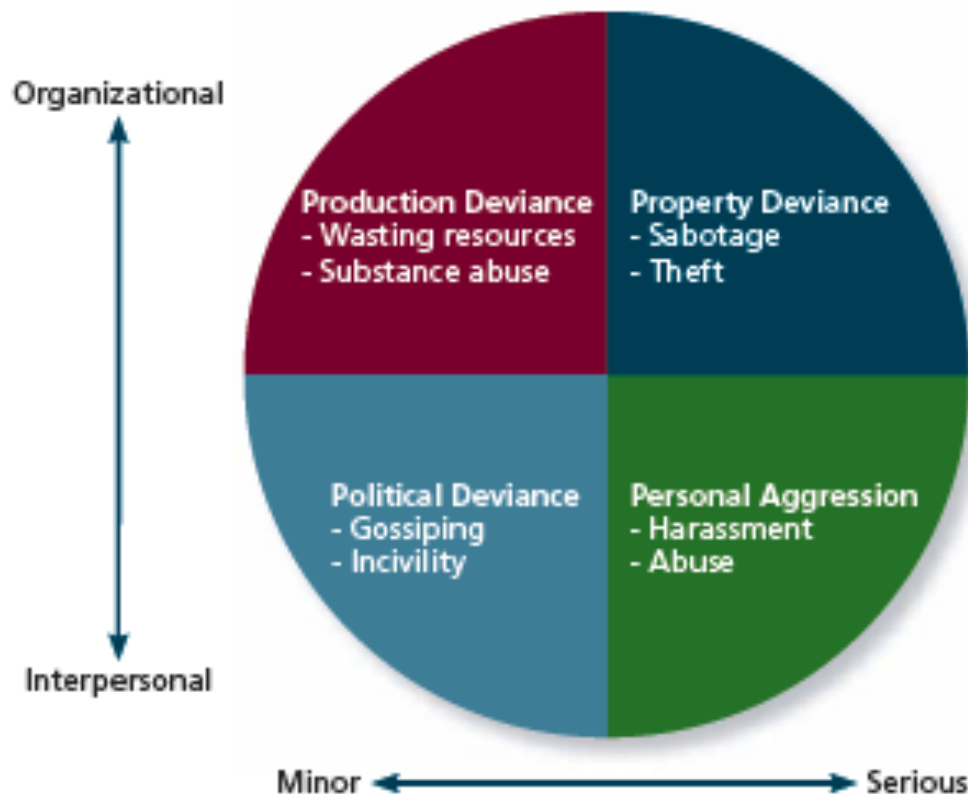 Organizational
Production Deviance
- Wasting resources
- Substance abuse
Property Deviance
- Sabotage
- Theft
Political Deviance
- Gossiping
- Incivility
Personal Aggression
- Harassment
- Abuse
Interpersonal
Minor
Serious